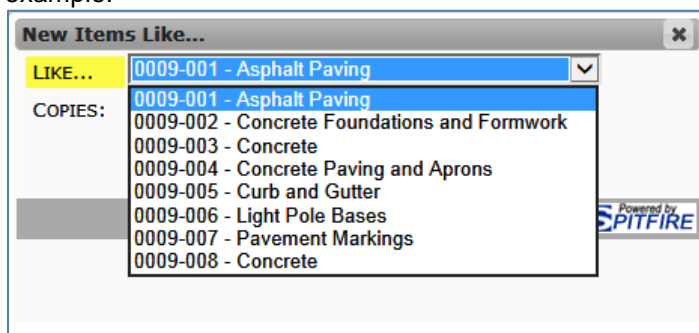 example:
New Items Like...
LIKE... 0009-001 - Asphalt Paving
COPIES:
0009-001 - Asphalt Paving
0009-002 - Concrete Foundations and Formwork
0009-003 - Concrete
0009-004 - Concrete Paving and Aprons
0009-005 - Curb and Gutter
0009-006 - Light Pole Bases
0009-007 - Pavement Markings
0009-008 - Concrete
Powered by
SPITFIRE